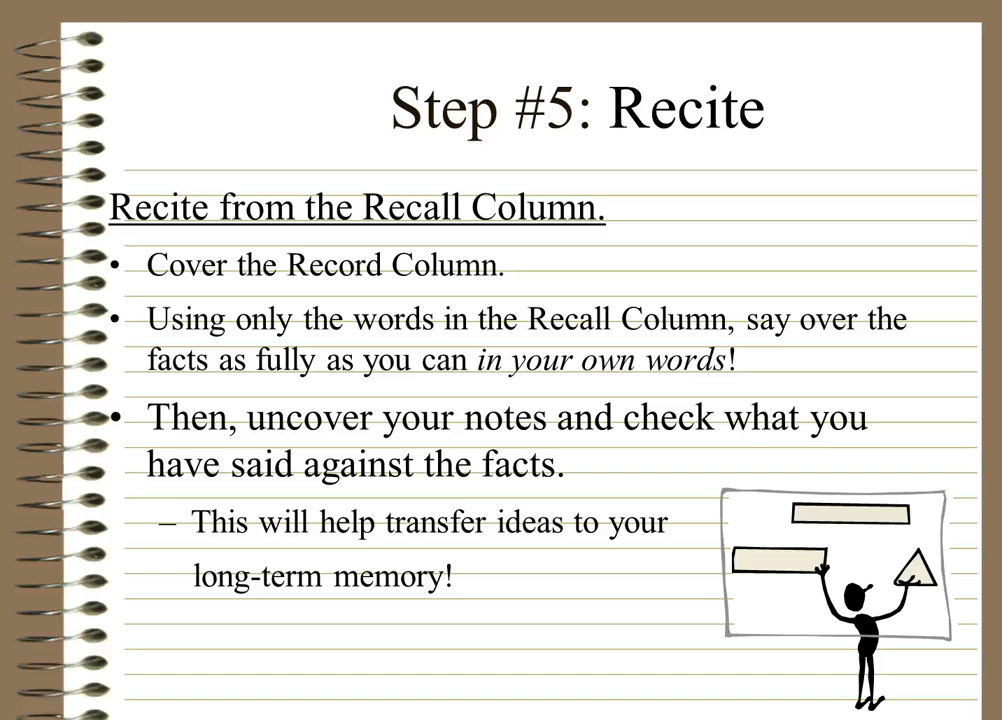 Step #5: Recite
Recite from the Recall Column.
• Cover the Record Column.
• Using only the words in the Recall Column, say over the
facts as fully as you can in your own words!
• Then, uncover your notes and check what you
have said against the facts.
– This will help transfer ideas to your
long-term memory!